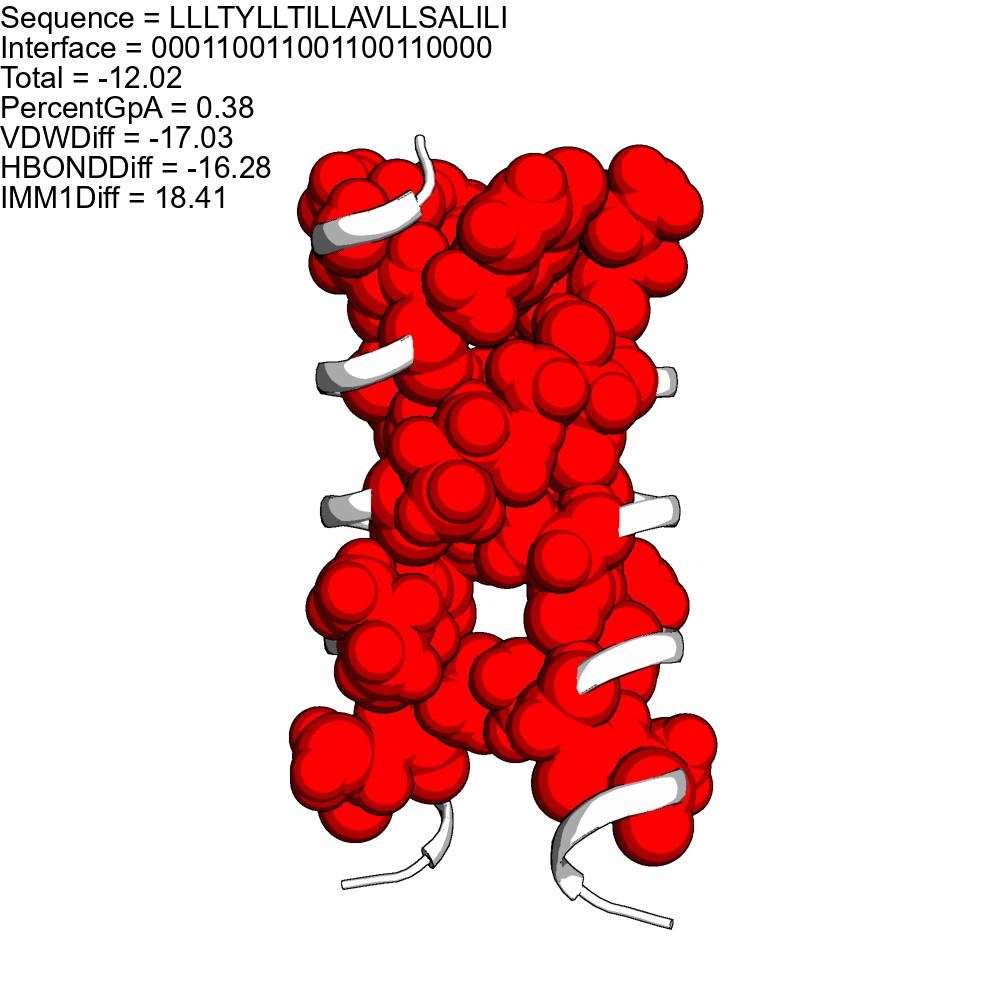 Sequence = LLLTYLLTILLAVLLSALILI
Interface = 000110011001100110000
Total = -12.02
PercentGpA = 0.38
VDWDiff = -17.03
HBONDDiff = -16.28
IMM1Diff = 18.41